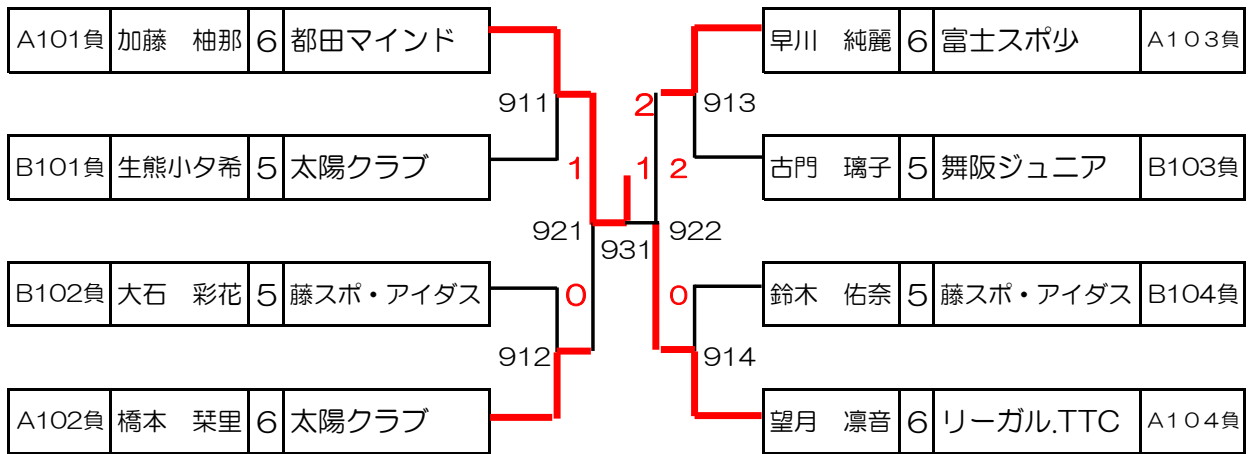 A101負 加藤 柚那 6 都田マインド
早川 純麗 6 富士スポ少 A103負
911
2
913
B101負 生熊小夕希 5 太陽クラブ
1
1
2
古門 璃子 5 舞阪ジュニア B103負
921
922
931
B102負 大石 彩花 5 藤スポ・アイダス
0
0
鈴木 佑奈 5 藤スポ・アイダス B104負
912
914
A102負 橋本 栞里 6 太陽クラブ
望月 凛音 6 リーガル.TTC A104負